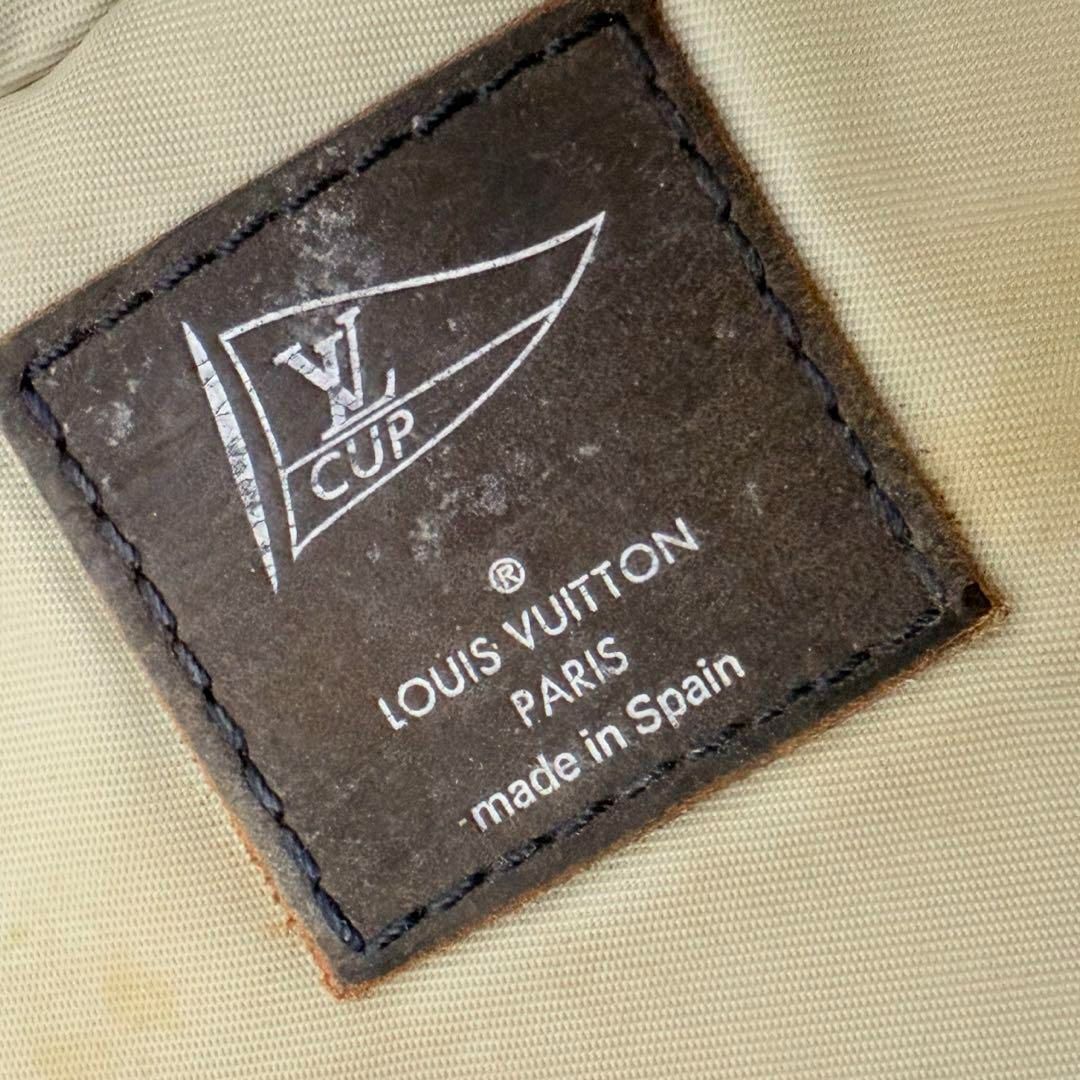 LV
CUP
®
LOUIS VUITTON
PARIS
made in Spain